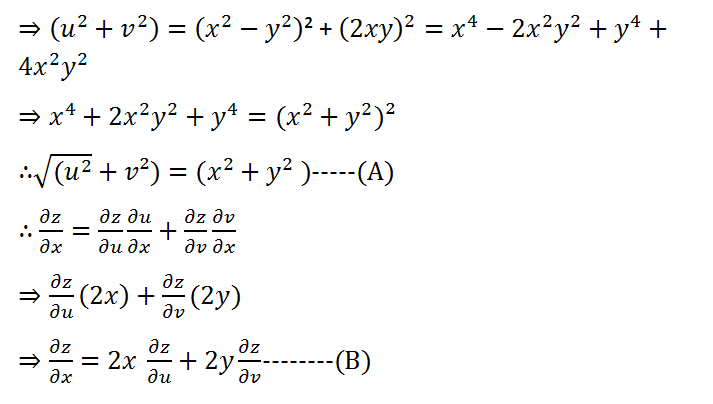 ⇒ (u² + v²) = (x² − y²)² + (2xy)² = x⁴ − 2x²y² + y⁴ +
4x²y²
⇒ x⁴ + 2x²y² + y⁴ = (x² + y²)²
∴√(u² + v²) = (x² + y² )-----(A)
∴ ∂z/∂x = ∂z/∂u ∂u/∂x + ∂z/∂v ∂v/∂x
⇒ ∂z/∂u (2x) + ∂z/∂v (2y)
⇒ ∂z/∂x = 2x ∂z/∂u + 2y ∂z/∂v--------(B)